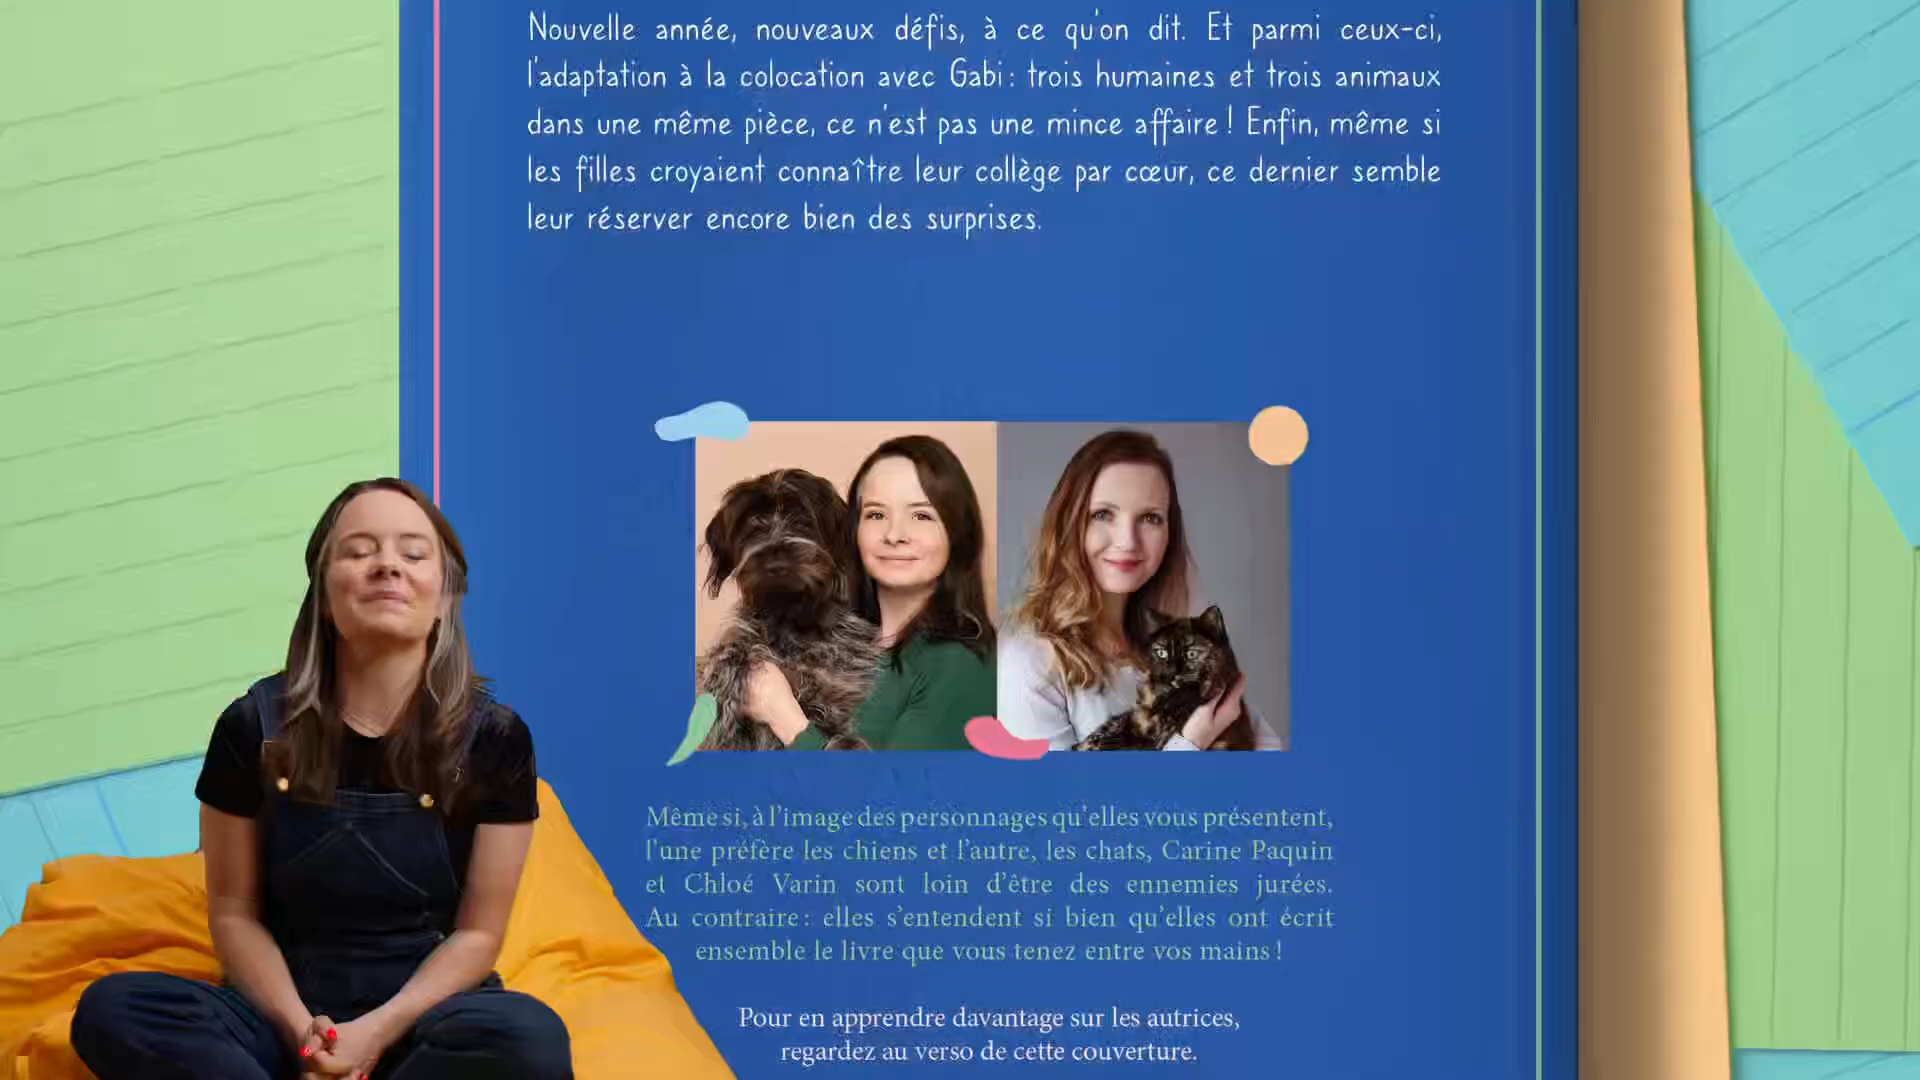 Nouvelle année, nouveaux défis, à ce qu'on dit. Et parmi ceux-ci,
l'adaptation à la colocation avec Gabi : trois humaines et trois animaux
dans une même pièce, ce n'est pas une mince affaire ! Enfin, même si
les filles croyaient connaître leur collège par cœur, ce dernier semble
leur réserver encore bien des surprises.
Même si, à l'image des personnages qu'elles vous présentent,
l'une préfère les chiens et l'autre, les chats, Carine Paquin
et Chloé Varin sont loin d'être des ennemies jurées.
Au contraire : elles s'entendent si bien qu'elles ont écrit
ensemble le livre que vous tenez entre vos mains !
Pour en apprendre davantage sur les autrices,
regardez au verso de cette couverture.